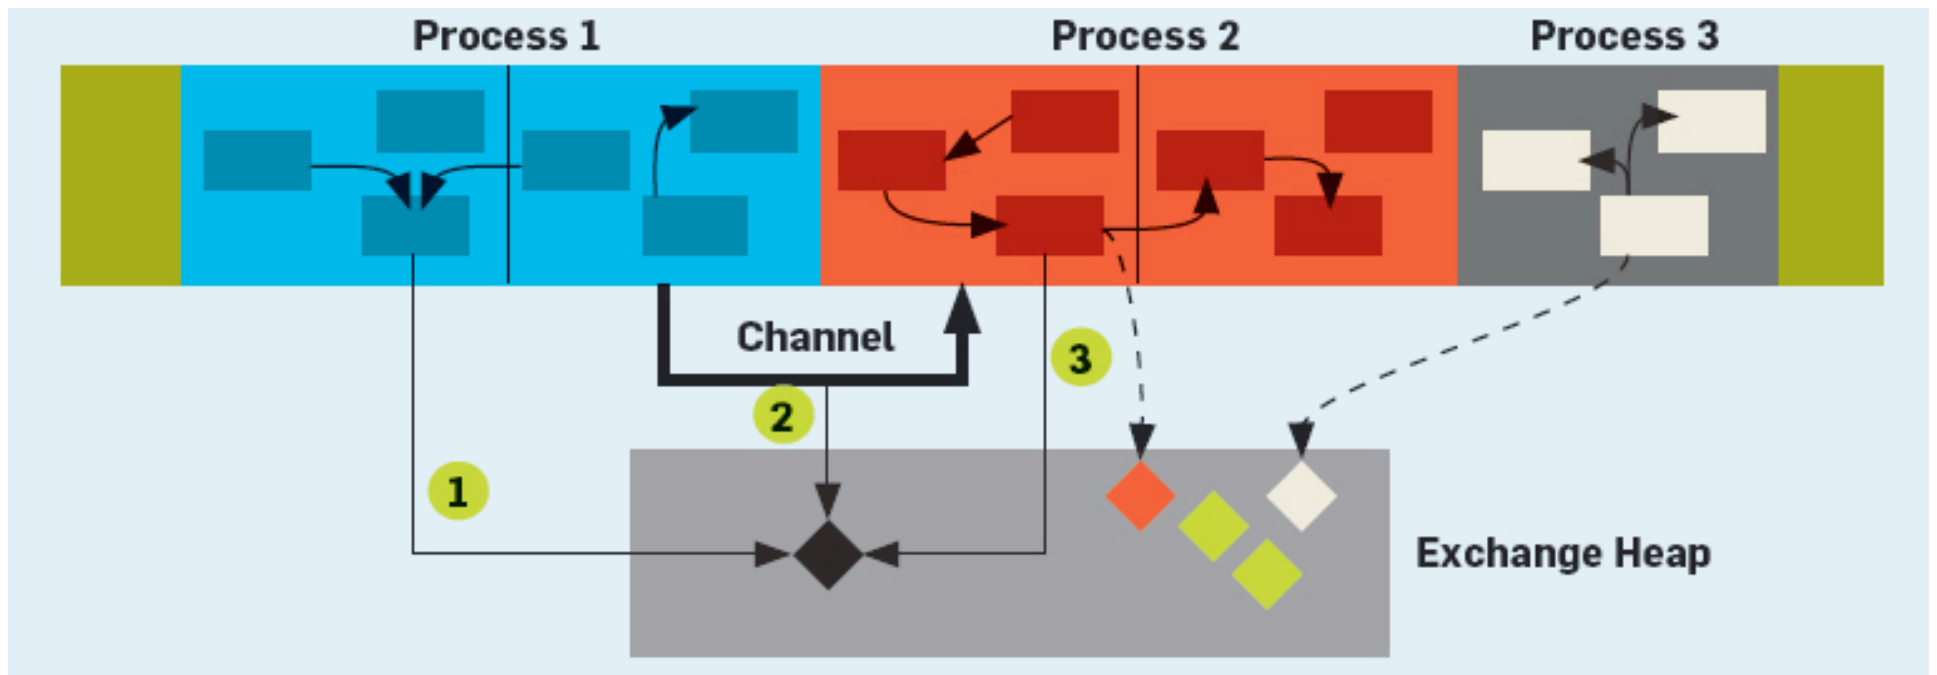 Process 1
Process 2
Process 3
Channel
3
2
1
Exchange Heap